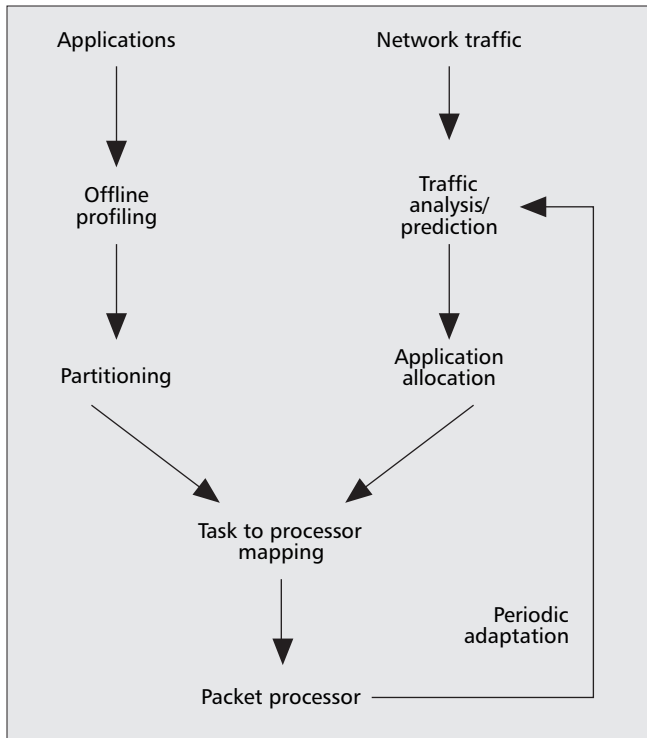 Applications
Network traffic
Offline
profiling
Traffic
analysis/
prediction
Partitioning
Application
allocation
Task to processor
mapping
Periodic
adaptation
Packet processor